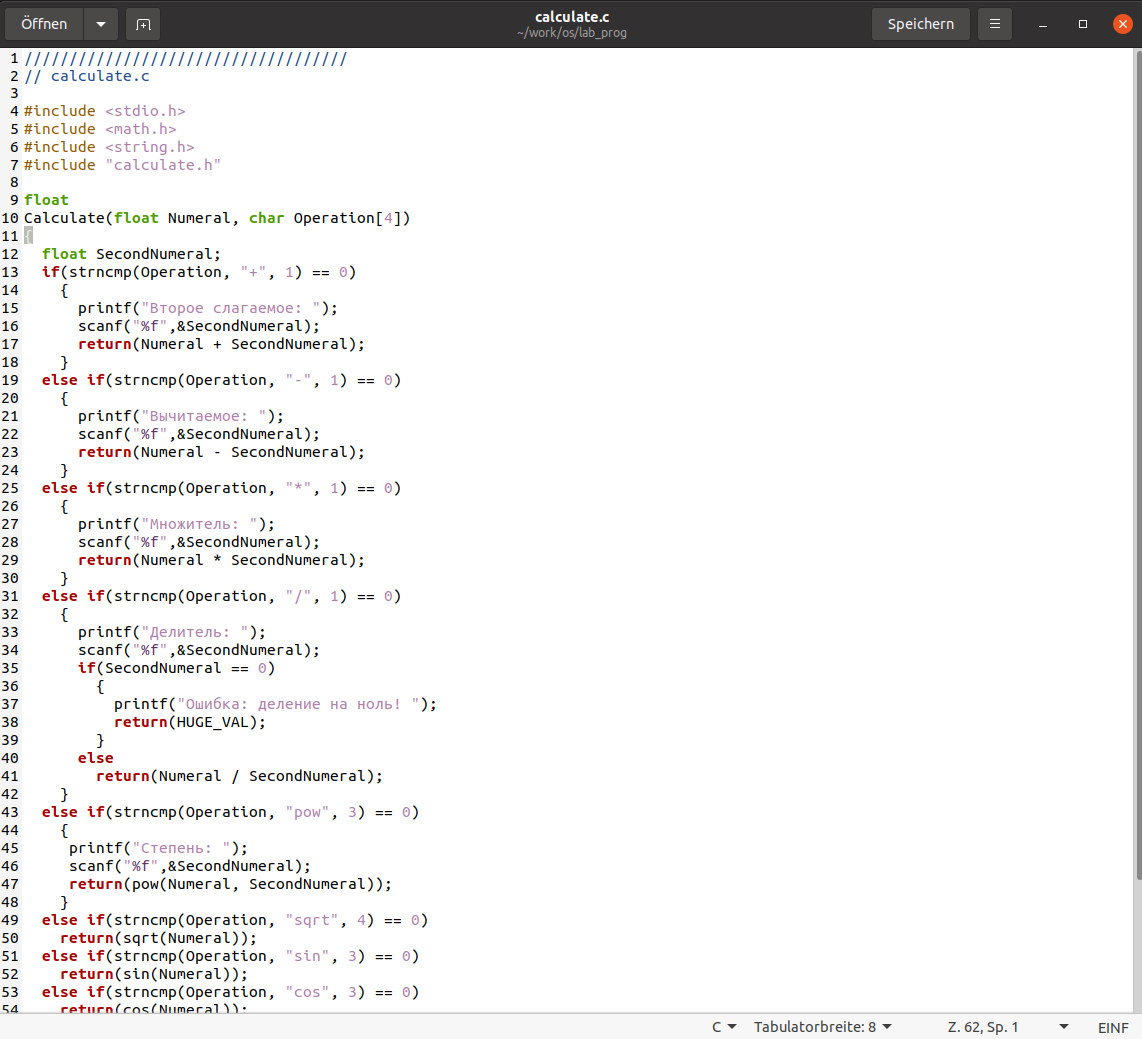 Öffnen
calculate.c
~/work/os/lab_prog
Speichern
1 ////////////////////////////////////
2 // calculate.c
3
4 #include <stdio.h>
5 #include <math.h>
6 #include <string.h>
7 #include "calculate.h"
8
9 float
10 Calculate(float Numeral, char Operation[4])
11 {
12   float SecondNumeral;
13   if(strncmp(Operation, "+", 1) == 0)
14     {
15       printf("Второе слагаемое: ");
16       scanf("%f",&SecondNumeral);
17       return(Numeral + SecondNumeral);
18     }
19   else if(strncmp(Operation, "-", 1) == 0)
20     {
21       printf("Вычитаемое: ");
22       scanf("%f",&SecondNumeral);
23       return(Numeral - SecondNumeral);
24     }
25   else if(strncmp(Operation, "*", 1) == 0)
26     {
27       printf("Множитель: ");
28       scanf("%f",&SecondNumeral);
29       return(Numeral * SecondNumeral);
30     }
31   else if(strncmp(Operation, "/", 1) == 0)
32     {
33       printf("Делитель: ");
34       scanf("%f",&SecondNumeral);
35       if(SecondNumeral == 0)
36         {
37           printf("Ошибка: деление на ноль! ");
38           return(HUGE_VAL);
39         }
40       else
41         return(Numeral / SecondNumeral);
42     }
43   else if(strncmp(Operation, "pow", 3) == 0)
44     {
45      printf("Степень: ");
46      scanf("%f",&SecondNumeral);
47      return(pow(Numeral, SecondNumeral));
48     }
49   else if(strncmp(Operation, "sqrt", 4) == 0)
50     return(sqrt(Numeral));
51   else if(strncmp(Operation, "sin", 3) == 0)
52     return(sin(Numeral));
53   else if(strncmp(Operation, "cos", 3) == 0)
54     return(cos(Numeral));
C Tabulatorbreite: 8 Z. 62, Sp. 1 EINF